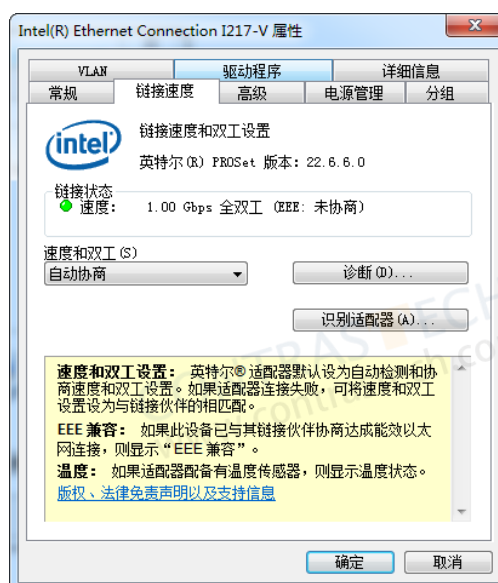 Intel(R) Ethernet Connection I217-V 属性
VLAN 驱动程序 详细信息
常规 链接速度 高级 电源管理 分组
intel 链接速度和双工设置
英特尔(R) PROSet 版本: 22.6.6.0
链接状态
速度: 1.00 Gbps 全双工 (EEE: 未协商)
速度和双工(S)
自动协商 诊断(D)...
识别适配器(A)...
速度和双工设置: 英特尔® 适配器默认设为自动检测和协
商速度和双工设置。如果适配器连接失败，可将速度和双工
设置设为与链接伙伴的相匹配。
EEE 兼容: 如果此设备已与其链接伙伴协商达成能效以太
网连接，则显示“EEE 兼容”。
温度: 如果适配器配备有温度传感器，则显示温度状态。
版权、法律免责声明以及支持信息
确定 取消